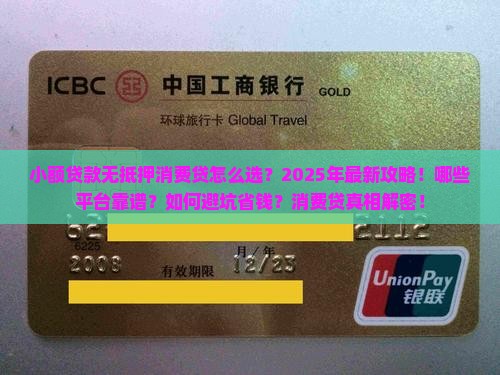 ICBC 中国工商银行 GOLD
环球旅行卡 Global Travel
小额贷款无抵押消费贷怎么选？2025年最新攻略！哪些
平台靠谱？如何避坑省钱？消费贷真相解密！
62 2112
6225 月/年
2008 有效期限 12/23
UnionPay
银联